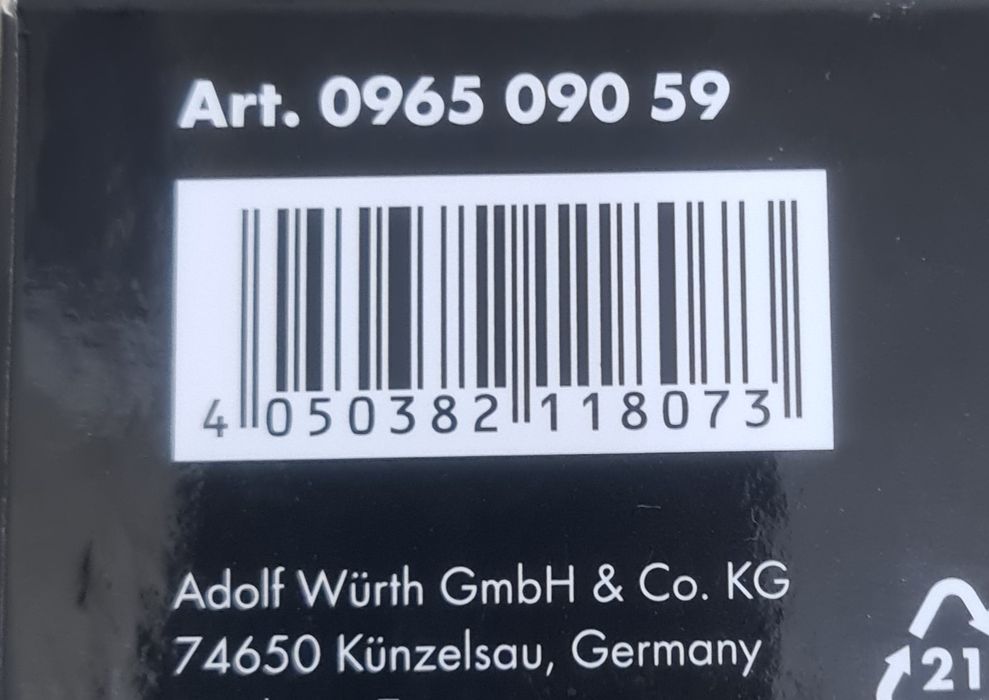 Art. 0965 090 59
4 050382 118073
Adolf Würth GmbH & Co. KG
74650 Künzelsau, Germany
21